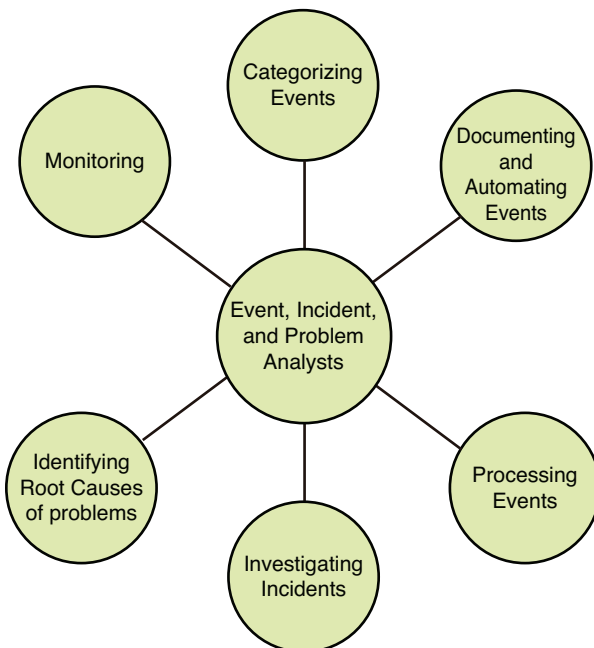 Categorizing
Events
Monitoring
Documenting
and
Automating
Events
Event, Incident,
and Problem
Analysts
Identifying
Root Causes
of problems
Processing
Events
Investigating
Incidents